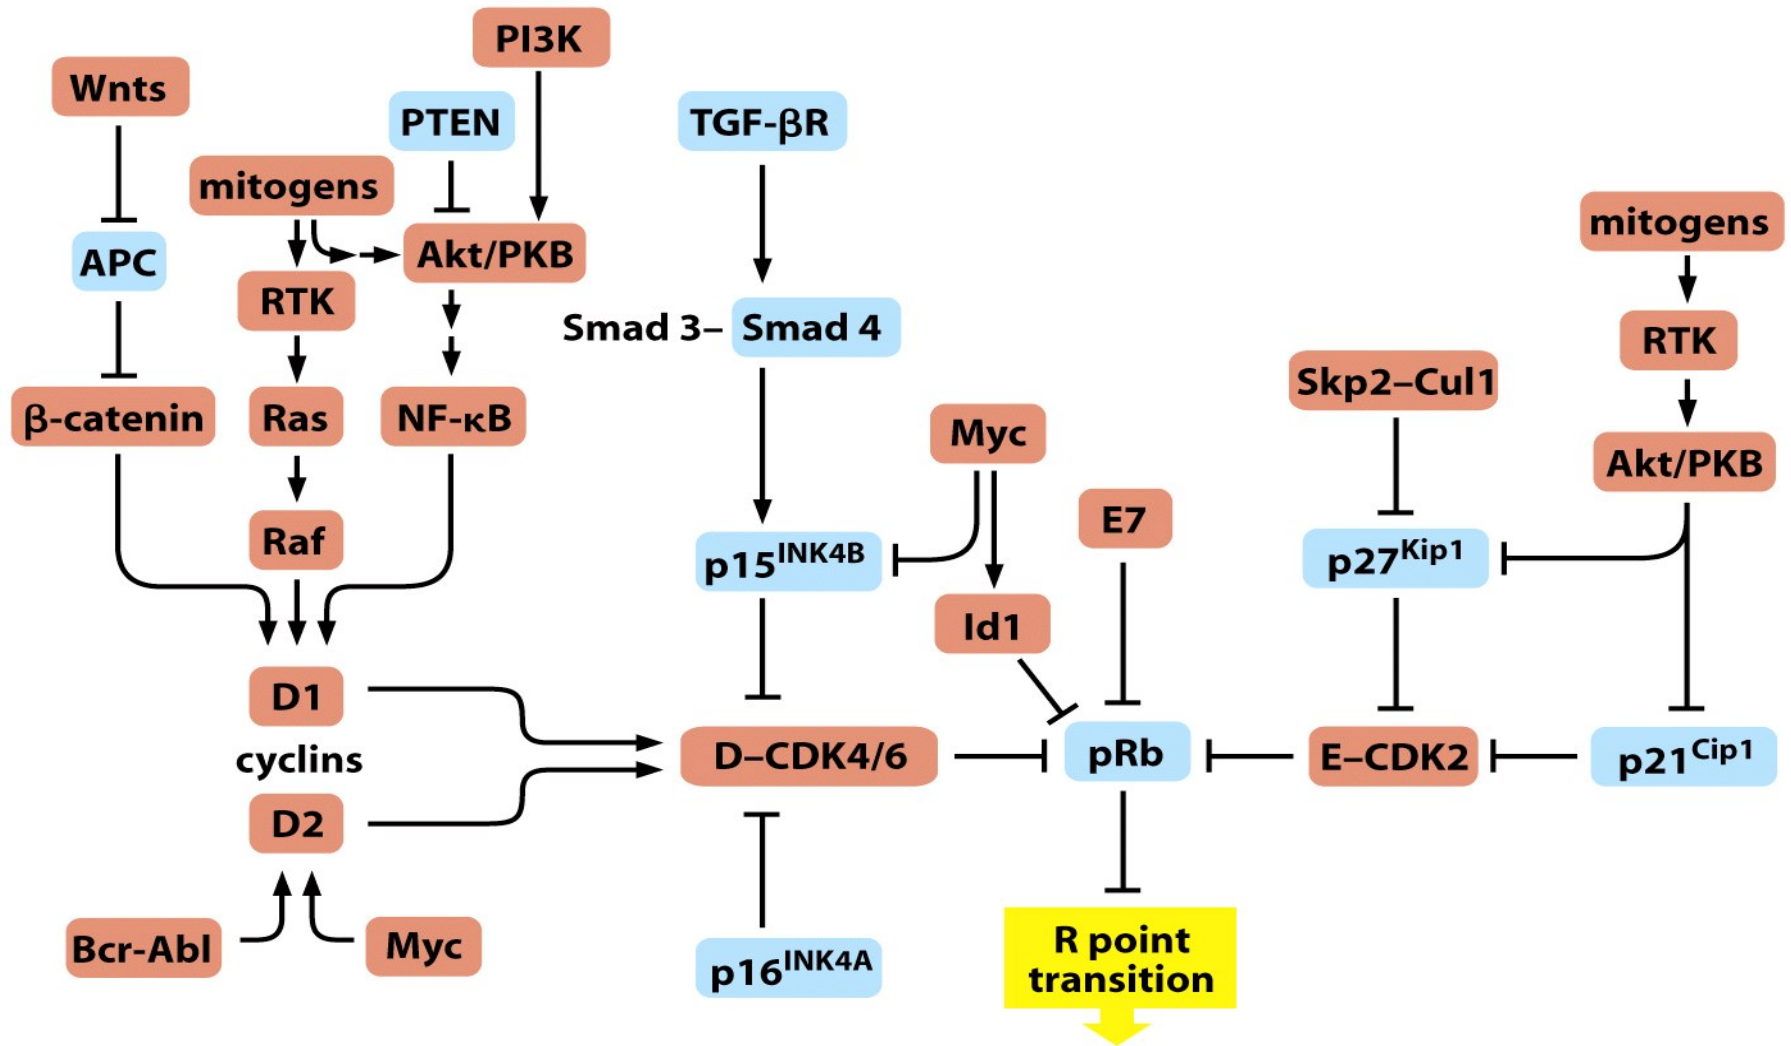 PI3K
Wnts
PTEN
TGF-βR
mitogens
mitogens
Akt/PKB
APC
RTK
Smad 3– Smad 4
RTK
Skp2–Cul1
β-catenin
Ras
NF-κB
Myc
Akt/PKB
E7
Raf
p15INK4B
p27Kip1
Id1
D1
cyclins
D–CDK4/6
pRb
E–CDK2
p21Cip1
D2
Bcr-Abl
Myc
p16INK4A
R point
transition